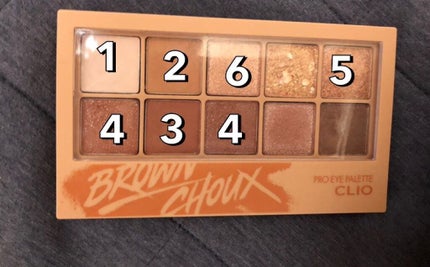 1 2 6 5
4 3 4
BROWN
CHOUX
PRO EYE PALETTE
CLIO